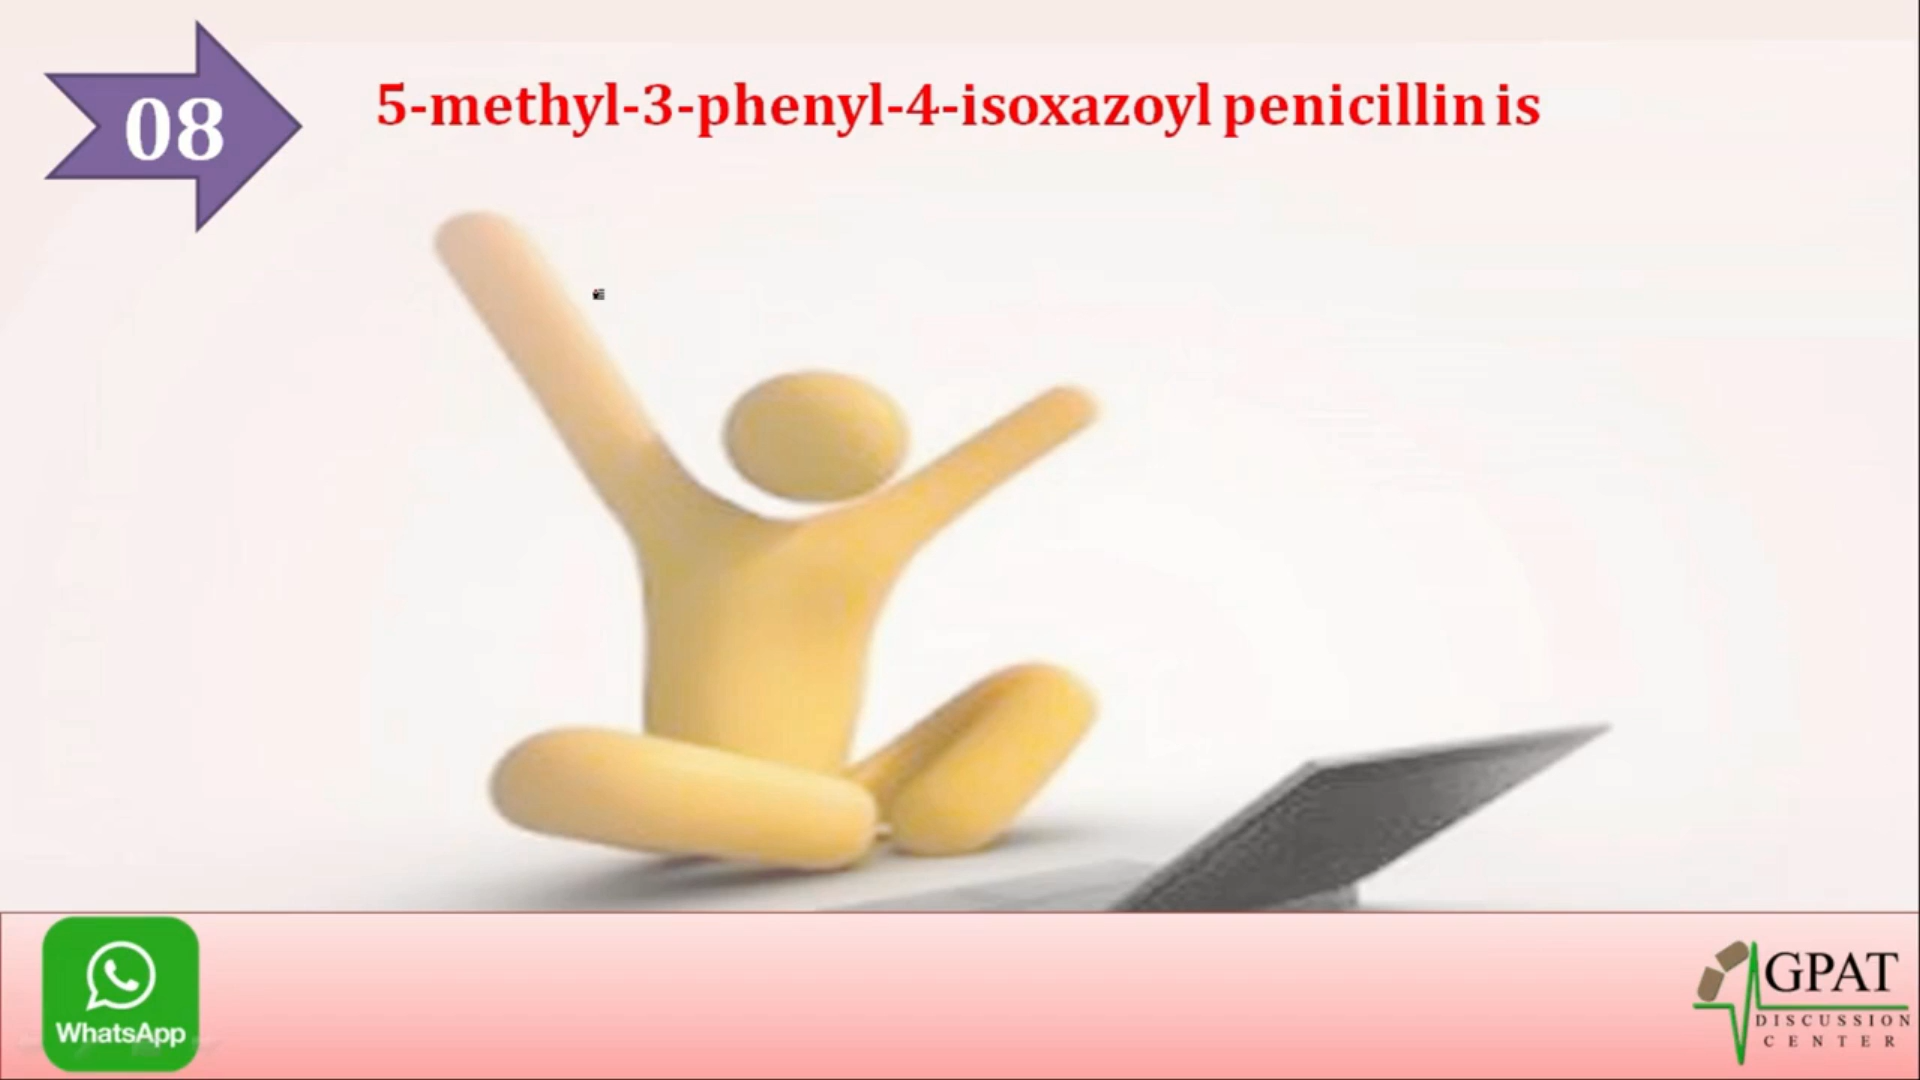 08
5-methyl-3-phenyl-4-isoxazoyl penicillin is
WhatsApp
GPAT
DISCUSSION
CENTER